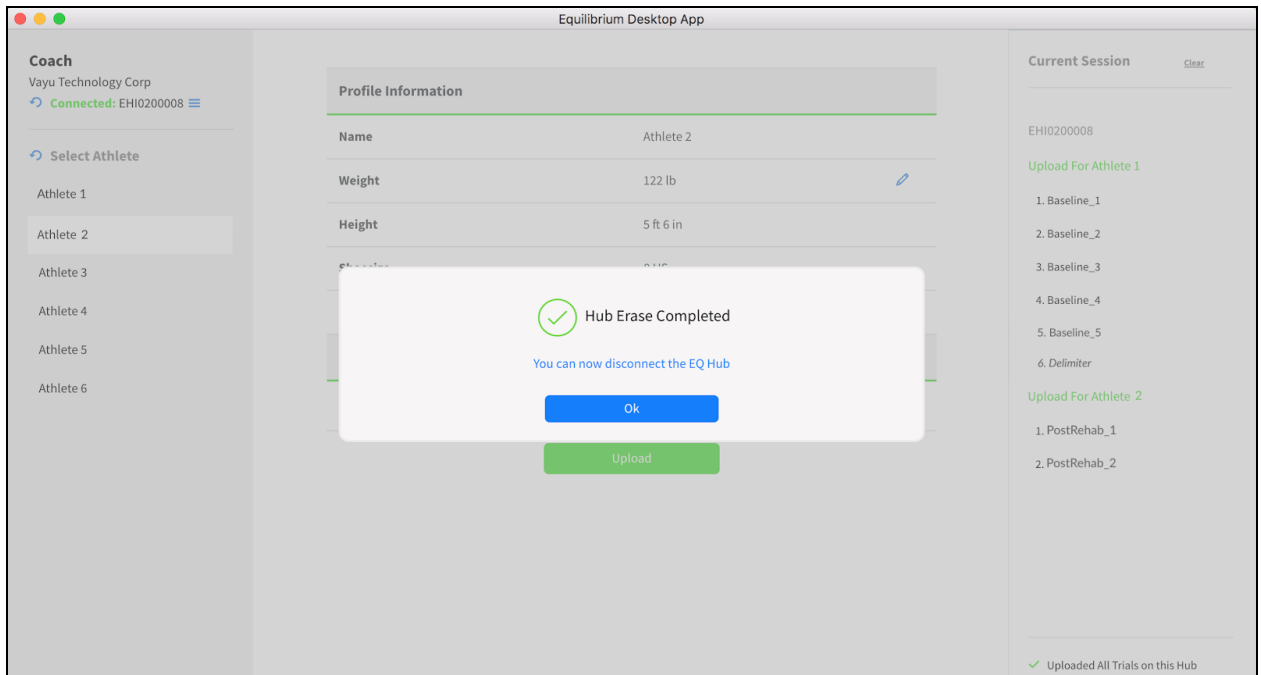 Equilibrium Desktop App
Coach
Vayu Technology Corp
Connected: EHI0200008
Select Athlete
Athlete 1
Athlete 2
Athlete 3
Athlete 4
Athlete 5
Athlete 6
Profile Information
Name Athlete 2
Weight 122 lb
Height 5 ft 6 in
Hub Erase Completed
You can now disconnect the EQ Hub
Ok
Upload
Current Session Clear
EHI0200008
Upload For Athlete 1
1. Baseline_1
2. Baseline_2
3. Baseline_3
4. Baseline_4
5. Baseline_5
6. Delimiter
Upload For Athlete 2
1. PostRehab_1
2. PostRehab_2
Uploaded All Trials on this Hub